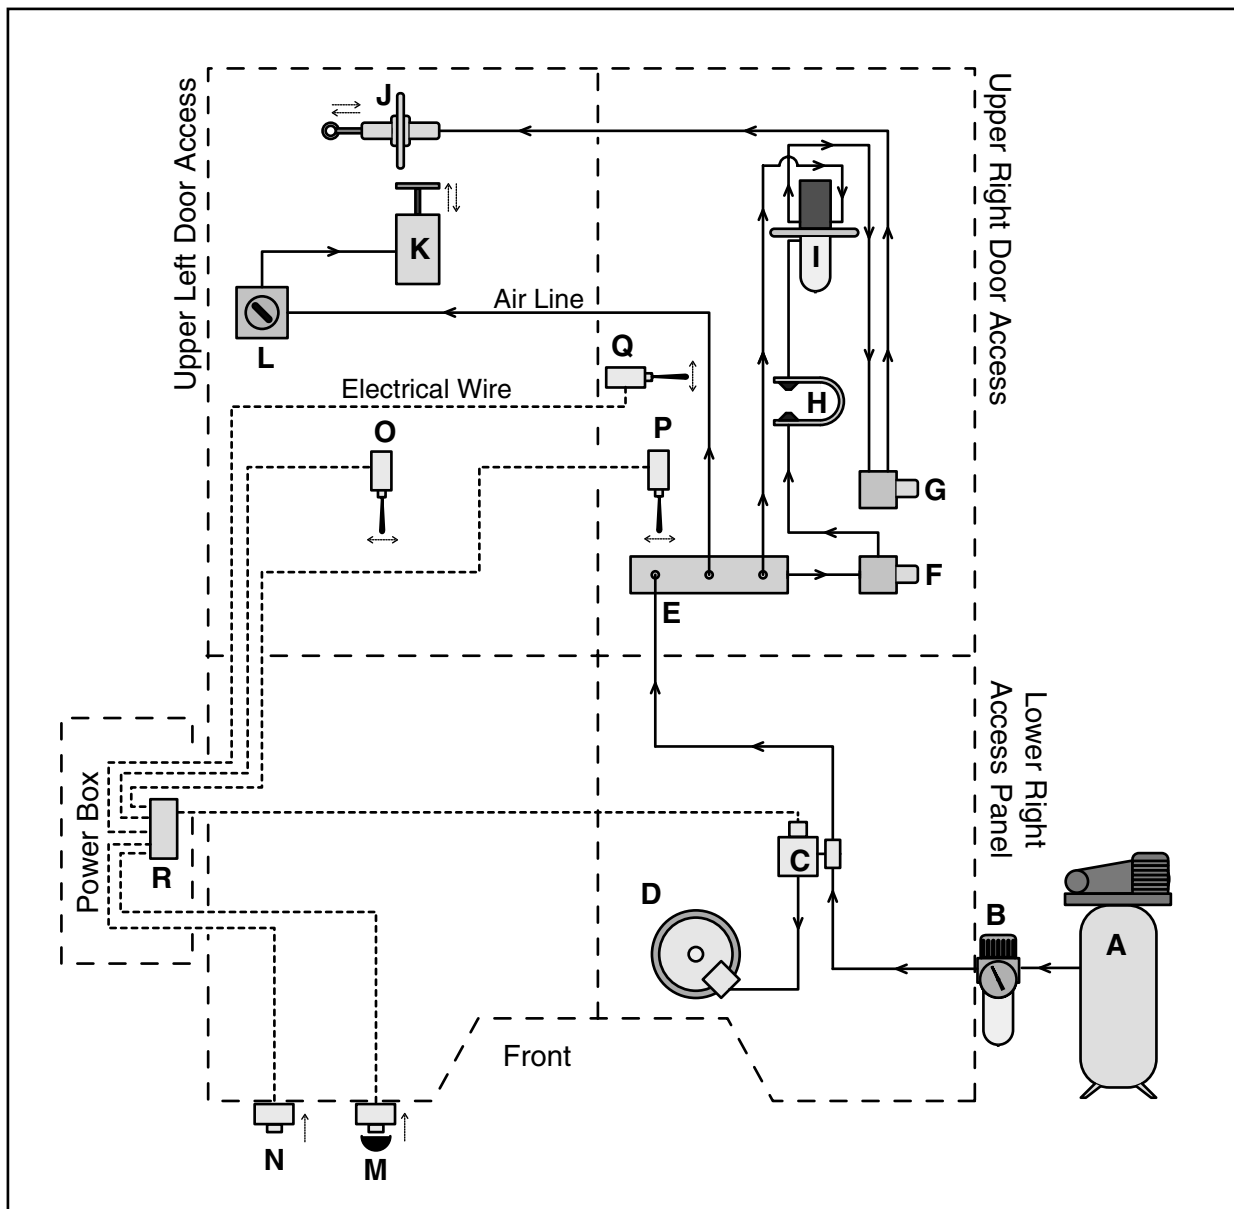 J
K
L
Air Line
Q
Electrical Wire
O
P
I
H
G
F
E
Upper Left Door Access
Upper Right Door Access
Lower Right
Access Panel
Power Box
R
C
D
B
A
Front
N
M